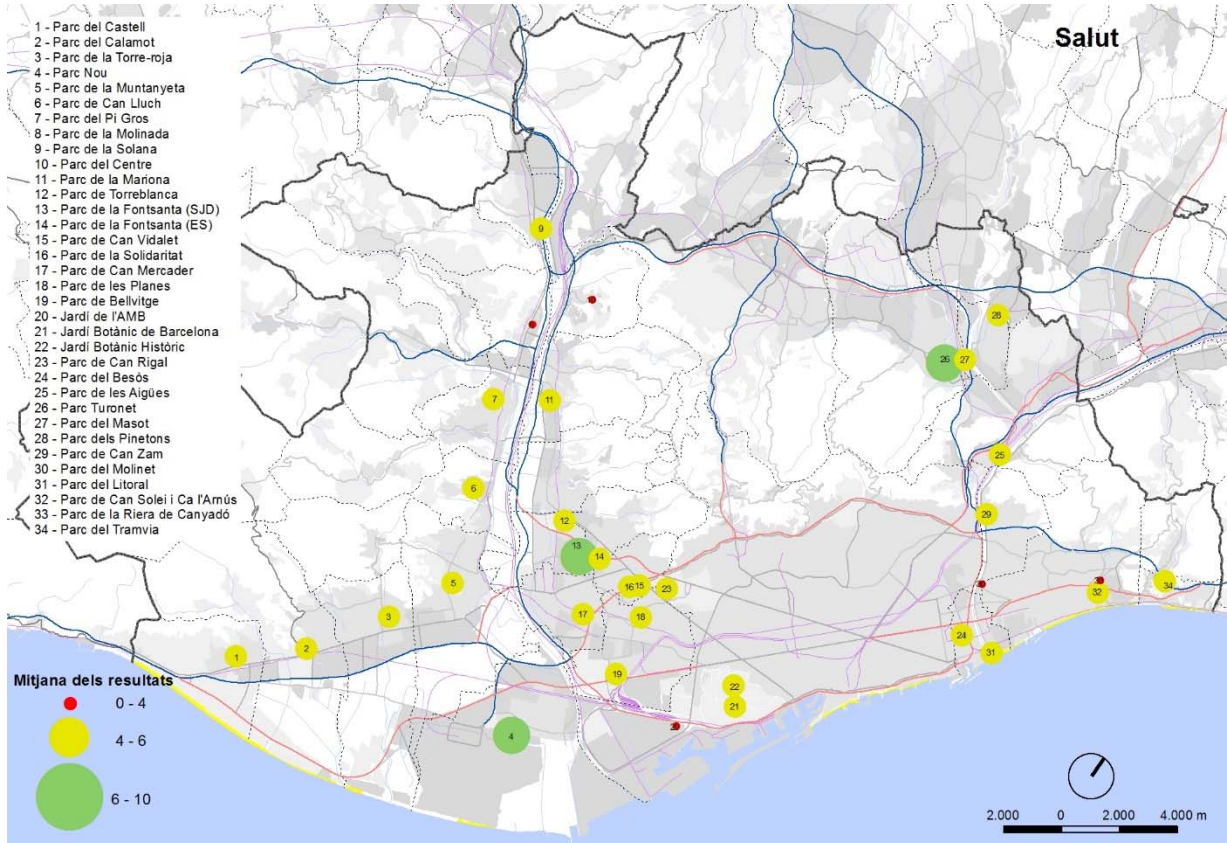 Salut
1 - Parc del Castell
2 - Parc del Calamot
3 - Parc de la Torre-roja
4 - Parc Nou
5 - Parc de la Muntanyeta
6 - Parc de Can Lluch
7 - Parc del Pi Gros
8 - Parc de la Molinada
9 - Parc de la Solana
10 - Parc del Centre
11 - Parc de la Mariona
12 - Parc de Torreblanca
13 - Parc de la Fontsanta (SJD)
14 - Parc de la Fontsanta (ES)
15 - Parc de Can Vidalet
16 - Parc de la Solidaritat
17 - Parc de Can Mercader
18 - Parc de les Planes
19 - Parc de Bellvitge
20 - Jardí de l'AMB
21 - Jardí Botànic de Barcelona
22 - Jardí Botànic Històric
23 - Parc de Can Rigal
24 - Parc del Besós
25 - Parc de les Aigües
26 - Parc Turonet
27 - Parc del Masot
28 - Parc dels Pinetons
29 - Parc de Can Zam
30 - Parc del Molinet
31 - Parc del Litoral
32 - Parc de Can Solei i Ca l'Arnús
33 - Parc de la Riera de Canyadó
34 - Parc del Tramvia
9
28
26
27
7
11
25
6
29
12
13
14
5
16
15
23
34
32
3
17
18
24
2
1
31
19
22
21
4
Mitjana dels resultats
0 - 4
4 - 6
6 - 10
2.000 0 2.000 4.000 m